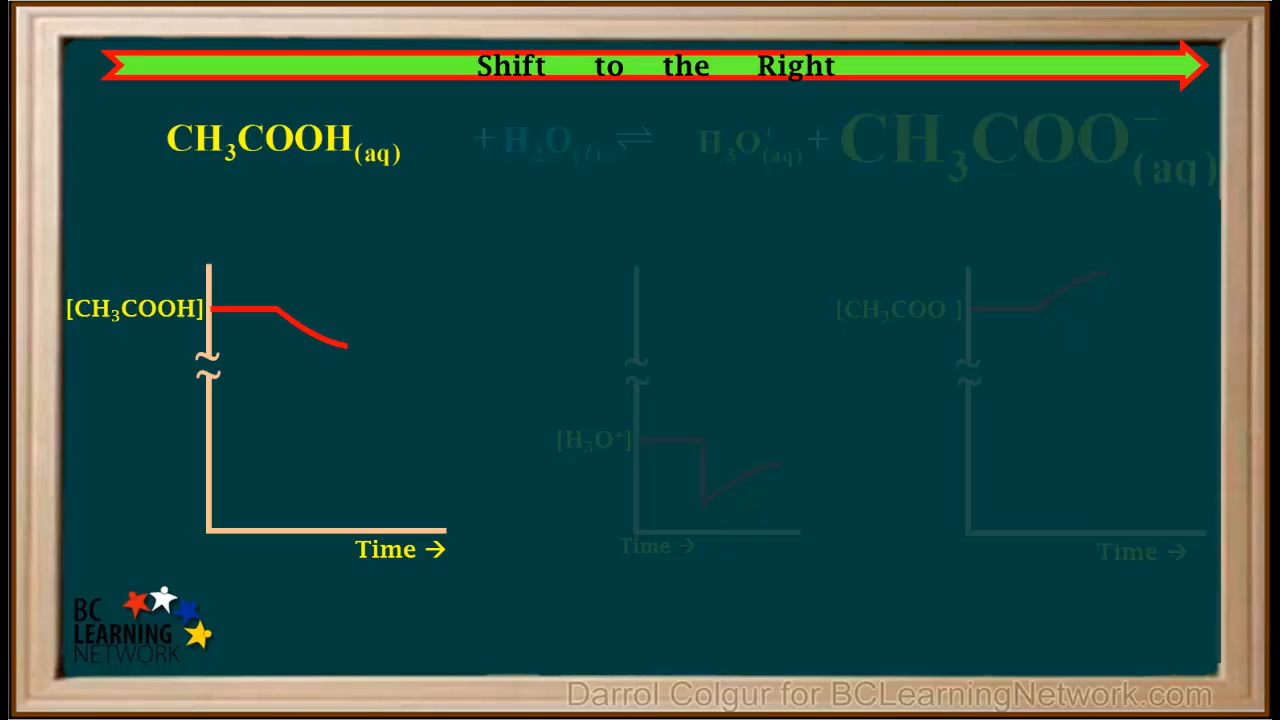 Shift to the Right
CH₃COOH(aq) + H₂O(l) ⇌ H₃O⁺(aq) + CH₃COO⁻(aq)
[CH₃COOH]
[CH₃COO⁻]
[H₃O⁺]
Time →
Time →
Time →
BC
LEARNING
NETWORK
Darrol Colgur for BCLearningNetwork.com